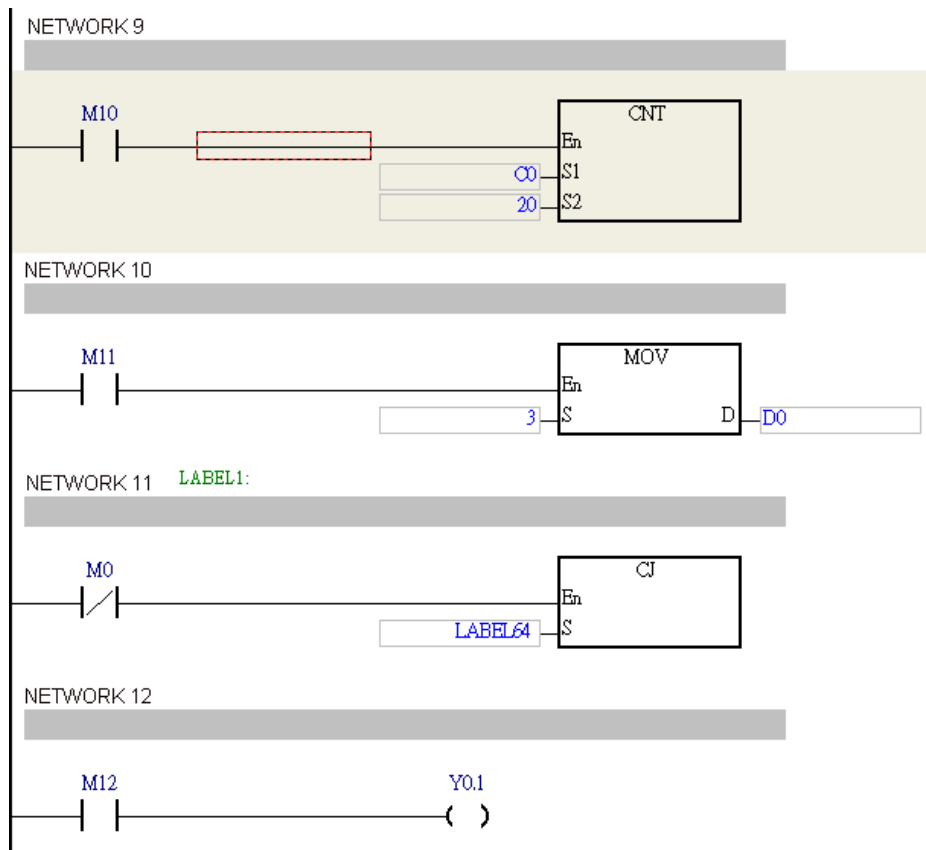 NETWORK 9
M10
CNT
En
C0 S1
20 S2
NETWORK 10
M11
MOV
En
3 S D D0
NETWORK 11 LABEL1:
M0
CJ
En
LABEL64 S
NETWORK 12
M12 Y0.1